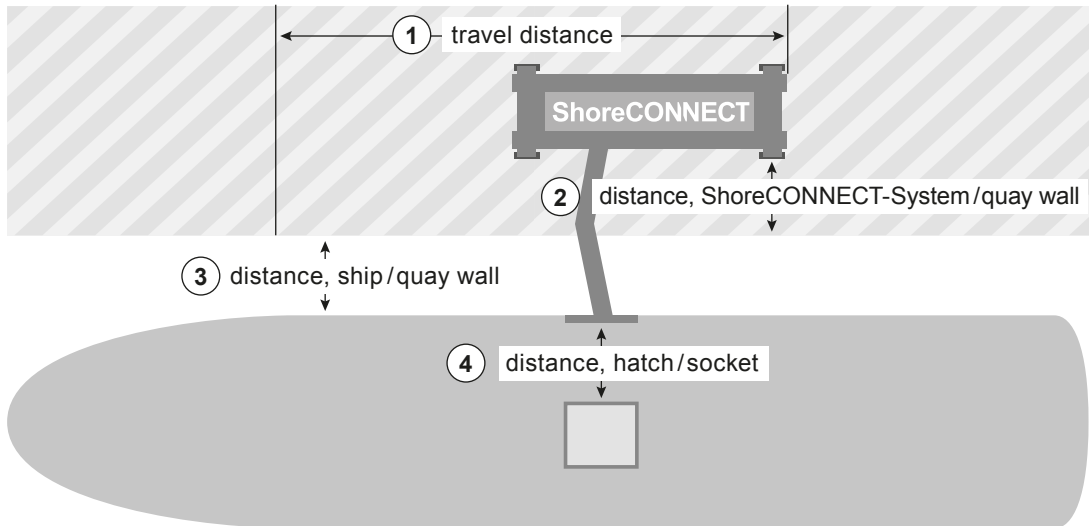 1 travel distance
ShoreCONNECT
2 distance, ShoreCONNECT-System/quay wall
3 distance, ship/quay wall
4 distance, hatch/socket